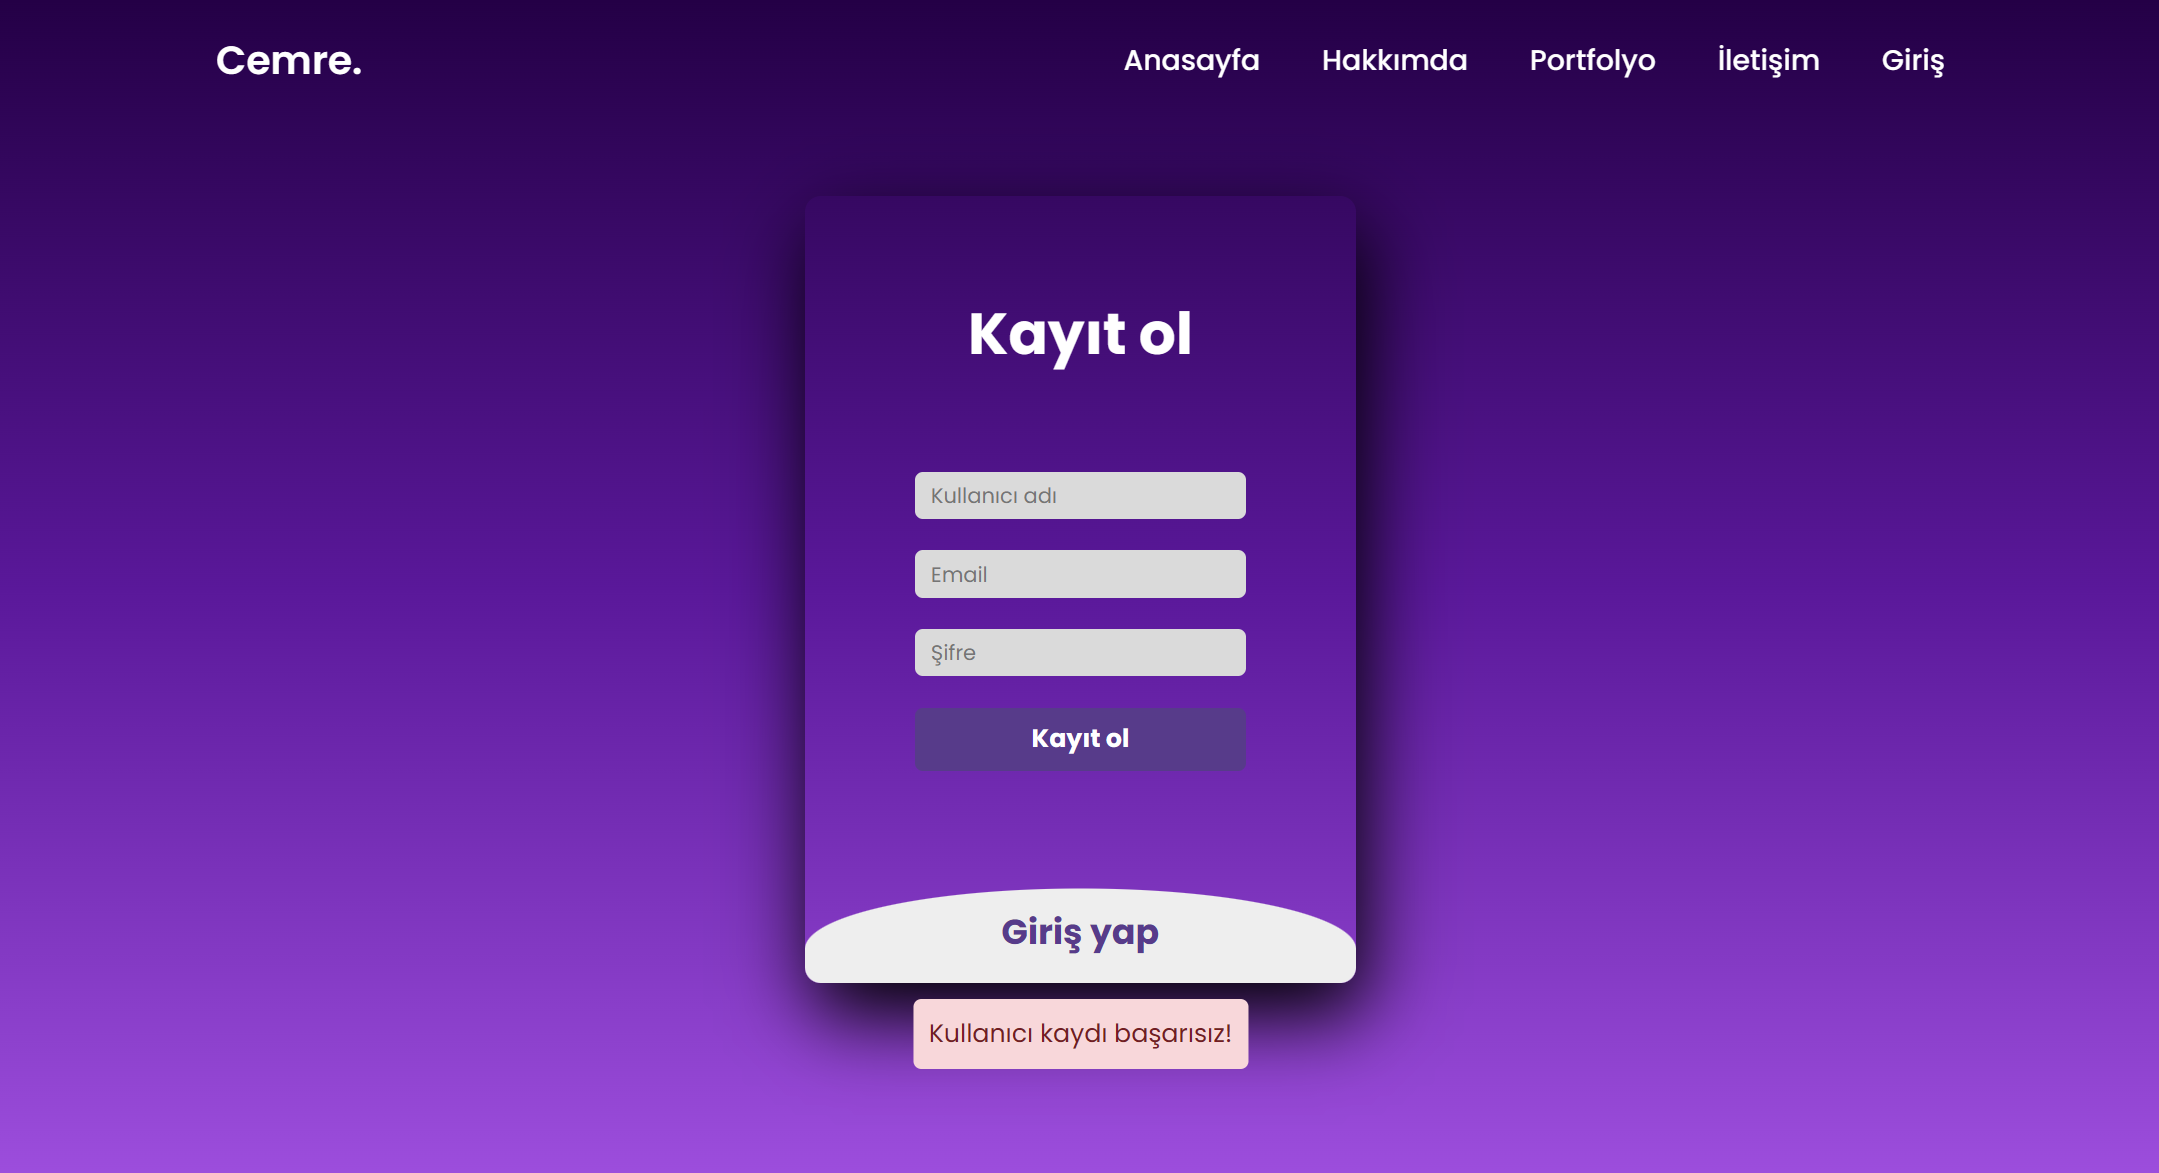 Cemre.
Anasayfa Hakkımda Portfolyo İletişim Giriş
Kayıt ol
Kullanıcı adı
Email
Şifre
Kayıt ol
Giriş yap
Kullanıcı kaydı başarısız!